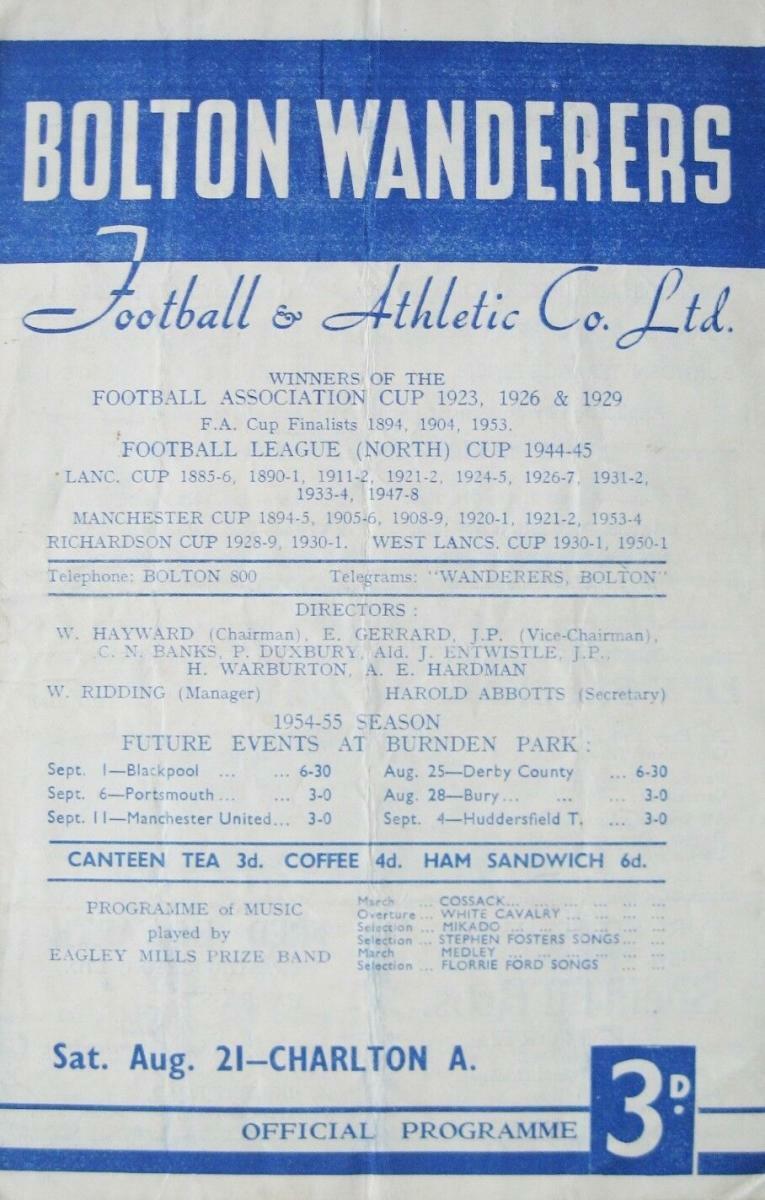 BOLTON WANDERERS
Football & Athletic Co. Ltd.
WINNERS OF THE
FOOTBALL ASSOCIATION CUP 1923, 1926 & 1929
F.A. Cup Finalists 1894, 1904, 1953.
FOOTBALL LEAGUE (NORTH) CUP 1944-45
LANC. CUP 1885-6, 1890-1, 1911-2, 1921-2, 1924-5, 1926-7, 1931-2,
1933-4, 1947-8
MANCHESTER CUP 1894-5, 1905-6, 1908-9, 1920-1, 1921-2, 1953-4
RICHARDSON CUP 1928-9, 1930-1. WEST LANCS. CUP 1930-1, 1950-1
Telephone: BOLTON 800 Telegrams: "WANDERERS, BOLTON"
DIRECTORS :
W. HAYWARD (Chairman), E. GERRARD, J.P. (Vice-Chairman),
C. N. BANKS, P. DUXBURY, Ald. J. ENTWISTLE, J.P.,
H. WARBURTON, A. E. HARDMAN
W. RIDDING (Manager) HAROLD ABBOTTS (Secretary)
1954-55 SEASON
FUTURE EVENTS AT BURNDEN PARK :
Sept. 1—Blackpool ... ... 6-30 Aug. 25—Derby County ... 6-30
Sept. 6—Portsmouth ... ... 3-0 Aug. 28—Bury ... ... ... 3-0
Sept. 11—Manchester United ... 3-0 Sept. 4—Huddersfield T. ... 3-0
CANTEEN TEA 3d. COFFEE 4d. HAM SANDWICH 6d.
PROGRAMME of MUSIC
played by
EAGLEY MILLS PRIZE BAND
March ... COSSACK... ... ... ... ... ...
Overture ... WHITE CAVALRY ... ... ... ...
Selection ... MIKADO ... ... ... ... ... ...
Selection ... STEPHEN FOSTERS SONGS... ...
March ... MEDLEY ... ... ... ... ... ...
Selection ... FLORRIE FORD SONGS ... ...
Sat. Aug. 21—CHARLTON A.
OFFICIAL PROGRAMME
3D.